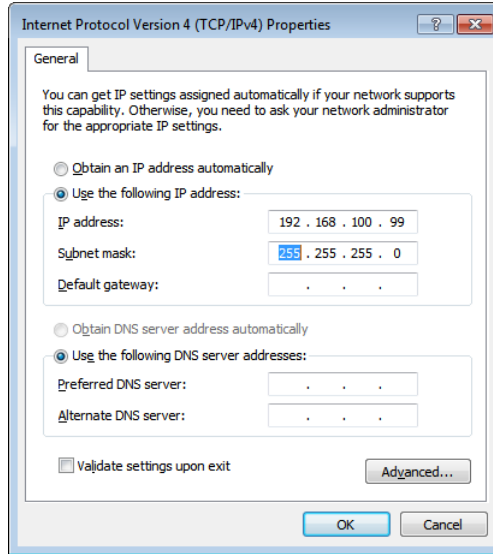 Internet Protocol Version 4 (TCP/IPv4) Properties
General
You can get IP settings assigned automatically if your network supports
this capability. Otherwise, you need to ask your network administrator
for the appropriate IP settings.
Obtain an IP address automatically
Use the following IP address:
IP address: 192 . 168 . 100 . 99
Subnet mask: 255 . 255 . 255 . 0
Default gateway: . . .
Obtain DNS server address automatically
Use the following DNS server addresses:
Preferred DNS server: . . .
Alternate DNS server: . . .
Validate settings upon exit
Advanced...
OK Cancel